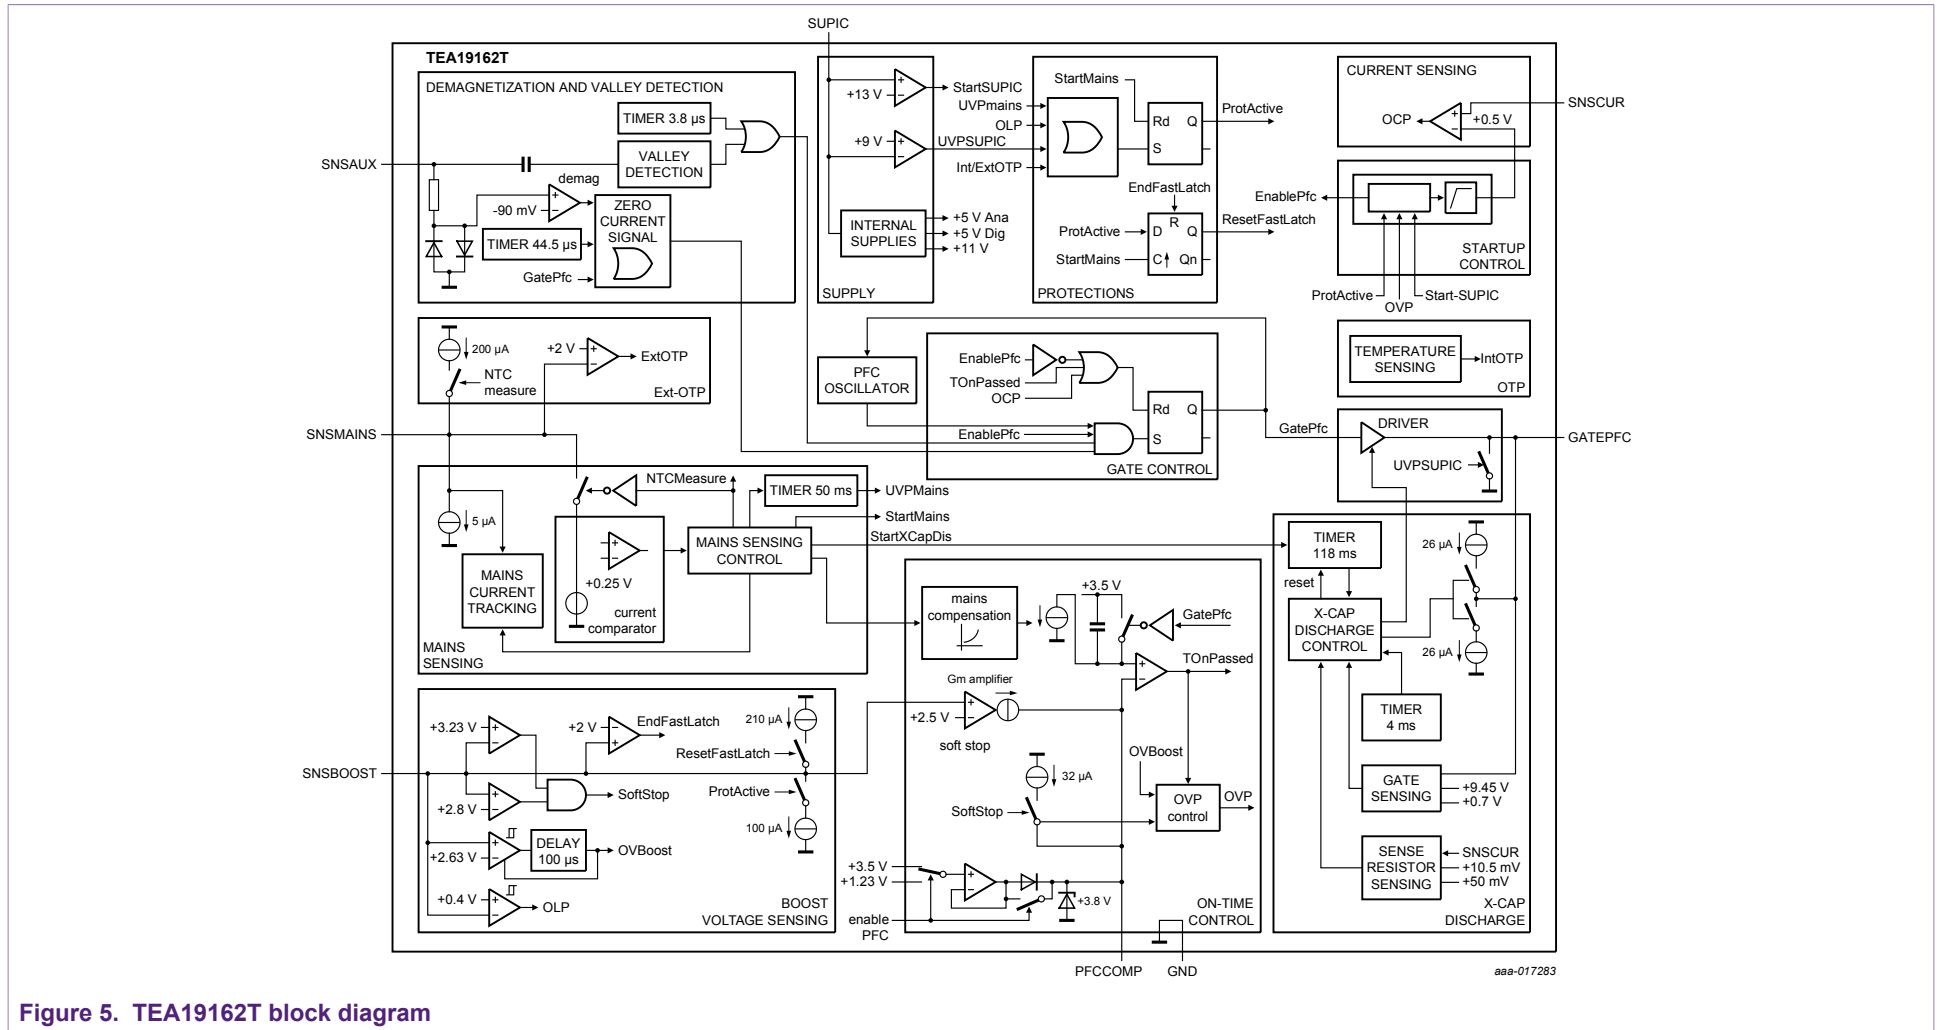 SUPIC
TEA19162T
DEMAGNETIZATION AND VALLEY DETECTION
TIMER 3.8 µs
VALLEY
DETECTION
SNSAUX
demag
-90 mV
+
−
ZERO
CURRENT
SIGNAL
TIMER 44.5 µs
GatePfc
+
−
+13 V
StartSUPIC
+9 V
+
−
UVPSUPIC
INTERNAL
SUPPLIES
+5 V Ana
+5 V Dig
+11 V
SUPPLY
StartMains
UVPmains
OLP
Int/ExtOTP
Rd
Q
S
ProtActive
EndFastLatch
R
D
Q
C
Qn
ProtActive
StartMains
ResetFastLatch
PROTECTIONS
CURRENT SENSING
OCP
+
−
+0.5 V
SNSCUR
EnablePfc
STARTUP
CONTROL
ProtActive
OVP
Start-SUPIC
200 µA
NTC
measure
+2 V
+
−
ExtOTP
Ext-OTP
PFC
OSCILLATOR
EnablePfc
TOnPassed
OCP
EnablePfc
Rd
Q
S
GATE CONTROL
TEMPERATURE
SENSING
IntOTP
OTP
SNSMAINS
GatePfc
DRIVER
UVPSUPIC
GATEPFC
NTCMeasure
TIMER 50 ms
UVPMains
StartMains
StartXCapDis
5 µA
MAINS
CURRENT
TRACKING
+
−
+0.25 V
current
comparator
MAINS SENSING
CONTROL
MAINS
SENSING
TIMER
118 ms
reset
X-CAP
DISCHARGE
CONTROL
26 µA
26 µA
TIMER
4 ms
GATE
SENSING
+9.45 V
+0.7 V
SENSE
RESISTOR
SENSING
SNSCUR
+10.5 mV
+50 mV
X-CAP
DISCHARGE
mains
compensation
+3.5 V
GatePfc
+
−
TOnPassed
Gm amplifier
+
−
+2.5 V
soft stop
OVBoost
32 µA
SoftStop
OVP
control
OVP
+3.5 V
+1.23 V
+
−
+3.8 V
enable
PFC
ON-TIME
CONTROL
SNSBOOST
+3.23 V
+
−
+2 V
−
+
EndFastLatch
210 µA
ResetFastLatch
+
−
+2.8 V
SoftStop
ProtActive
100 µA
+
−
+2.63 V
DELAY
100 µs
OVBoost
+0.4 V
+
−
OLP
BOOST
VOLTAGE SENSING
PFCCOMP
GND
aaa-017283
Figure 5. TEA19162T block diagram